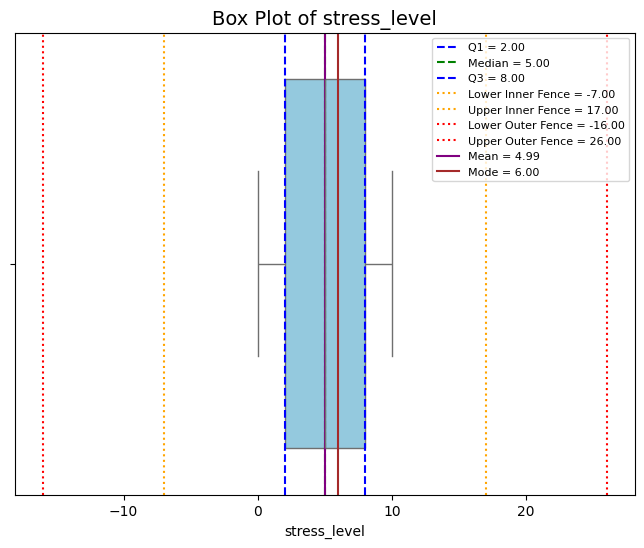 Box Plot of stress_level
Q1 = 2.00
Median = 5.00
Q3 = 8.00
Lower Inner Fence = -7.00
Upper Inner Fence = 17.00
Lower Outer Fence = -16.00
Upper Outer Fence = 26.00
Mean = 4.99
Mode = 6.00
−10 0 10 20
stress_level